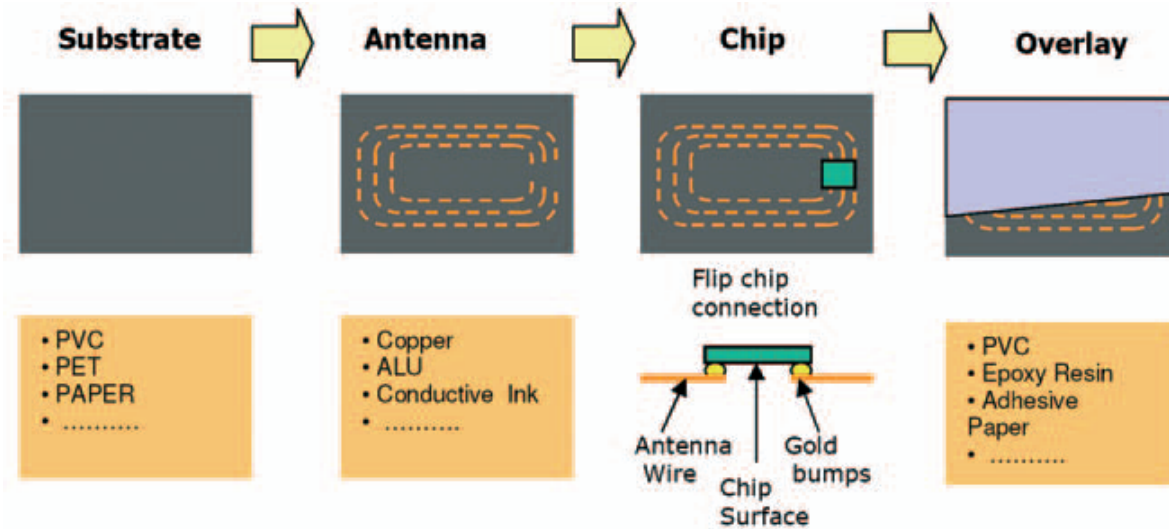 Substrate
Antenna
Chip
Overlay
Flip chip
connection
• PVC
• PET
• PAPER
• ..........
• Copper
• ALU
• Conductive Ink
• ..........
Antenna
Wire
Chip
Surface
Gold
bumps
• PVC
• Epoxy Resin
• Adhesive
Paper
• ..........